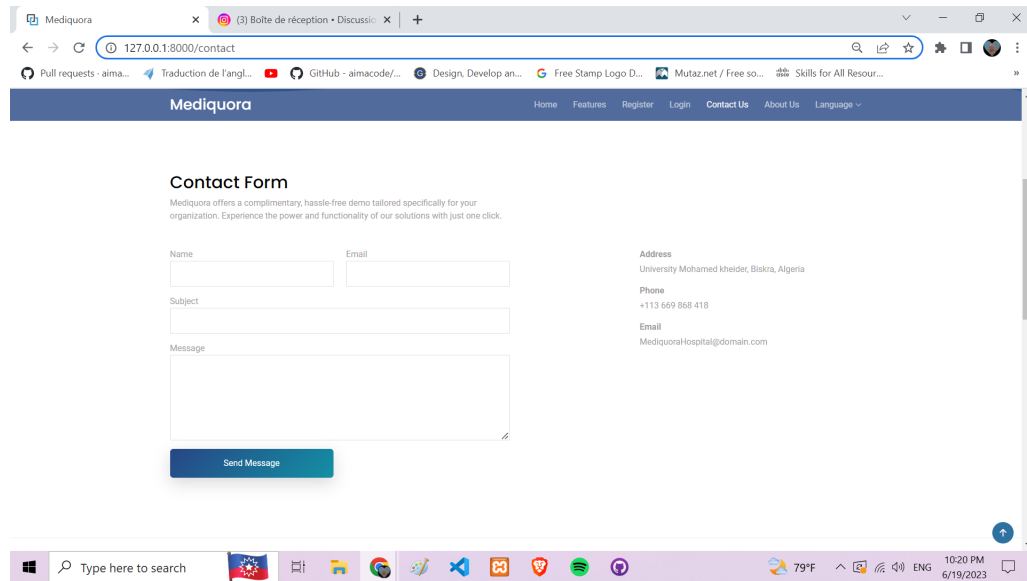 Mediquora
(3) Boîte de réception • Discussio
127.0.0.1:8000/contact
Pull requests · aima...
Traduction de l'angl...
GitHub - aimacode/...
Design, Develop an...
Free Stamp Logo D...
Mutaz.net / Free so...
Skills for All Resour...
»
Mediquora
Home Features Register Login Contact Us About Us Language
Contact Form
Mediquora offers a complimentary, hassle-free demo tailored specifically for your
organization. Experience the power and functionality of our solutions with just one click.
Name Email
Subject
Message
Send Message
Address
University Mohamed kheider, Biskra, Algeria
Phone
+113 669 868 418
Email
MediquoraHospital@domain.com
Type here to search
79°F
ENG
10:20 PM
6/19/2023